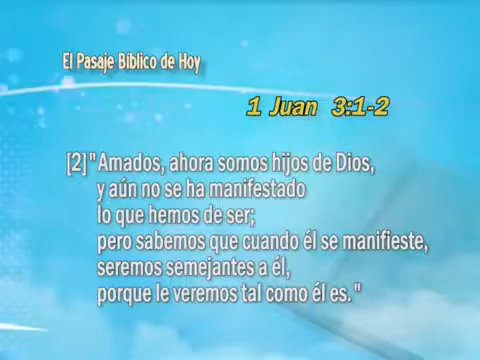 El Pasaje Bíblico de Hoy
1 Juan 3:1-2
[2]"Amados, ahora somos hijos de Dios,
y aún no se ha manifestado
lo que hemos de ser;
pero sabemos que cuando él se manifieste,
seremos semejantes a él,
porque le veremos tal como él es."